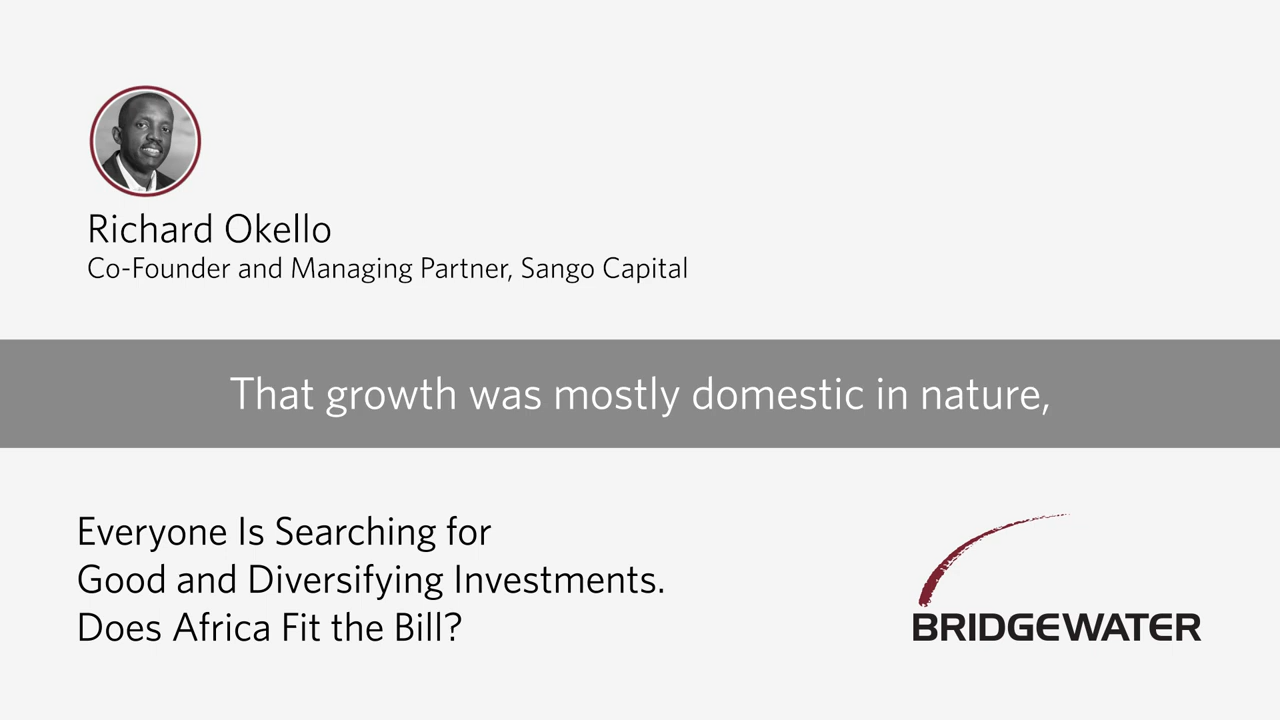 Richard Okello
Co-Founder and Managing Partner, Sango Capital
That growth was mostly domestic in nature,
Everyone Is Searching for
Good and Diversifying Investments.
Does Africa Fit the Bill?
BRIDGEWATER